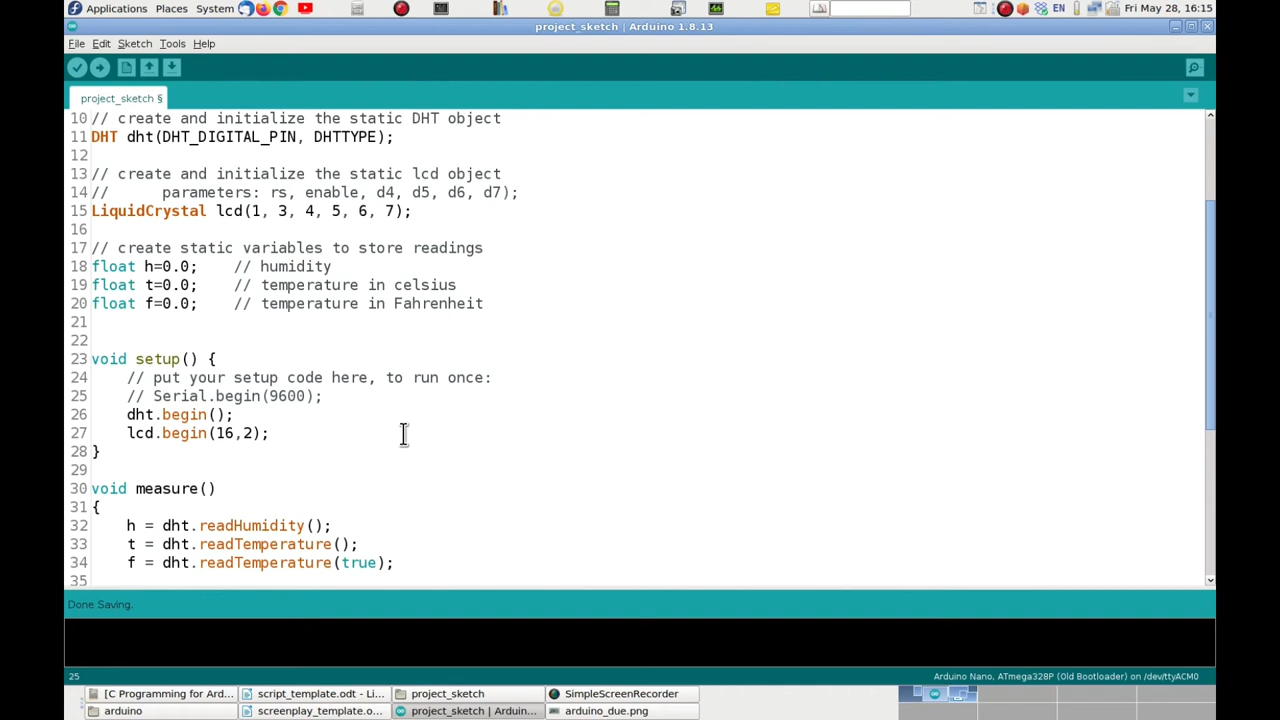 Applications Places System EN Fri May 28, 16:15
project_sketch | Arduino 1.8.13
File Edit Sketch Tools Help
project_sketch §
10 // create and initialize the static DHT object
11 DHT dht(DHT_DIGITAL_PIN, DHTTYPE);
12
13 // create and initialize the static lcd object
14 //      parameters: rs, enable, d4, d5, d6, d7);
15 LiquidCrystal lcd(1, 3, 4, 5, 6, 7);
16
17 // create static variables to store readings
18 float h=0.0;    // humidity
19 float t=0.0;    // temperature in celsius
20 float f=0.0;    // temperature in Fahrenheit
21
22
23 void setup() {
24     // put your setup code here, to run once:
25     // Serial.begin(9600);
26     dht.begin();
27     lcd.begin(16,2);
28 }
29
30 void measure()
31 {
32     h = dht.readHumidity();
33     t = dht.readTemperature();
34     f = dht.readTemperature(true);
35
Done Saving.
25 Arduino Nano, ATmega328P (Old Bootloader) on /dev/ttyACM0
[C Programming for Ard... script_template.odt - Li... project_sketch SimpleScreenRecorder
arduino screenplay_template.o... project_sketch | Arduin... arduino_due.png